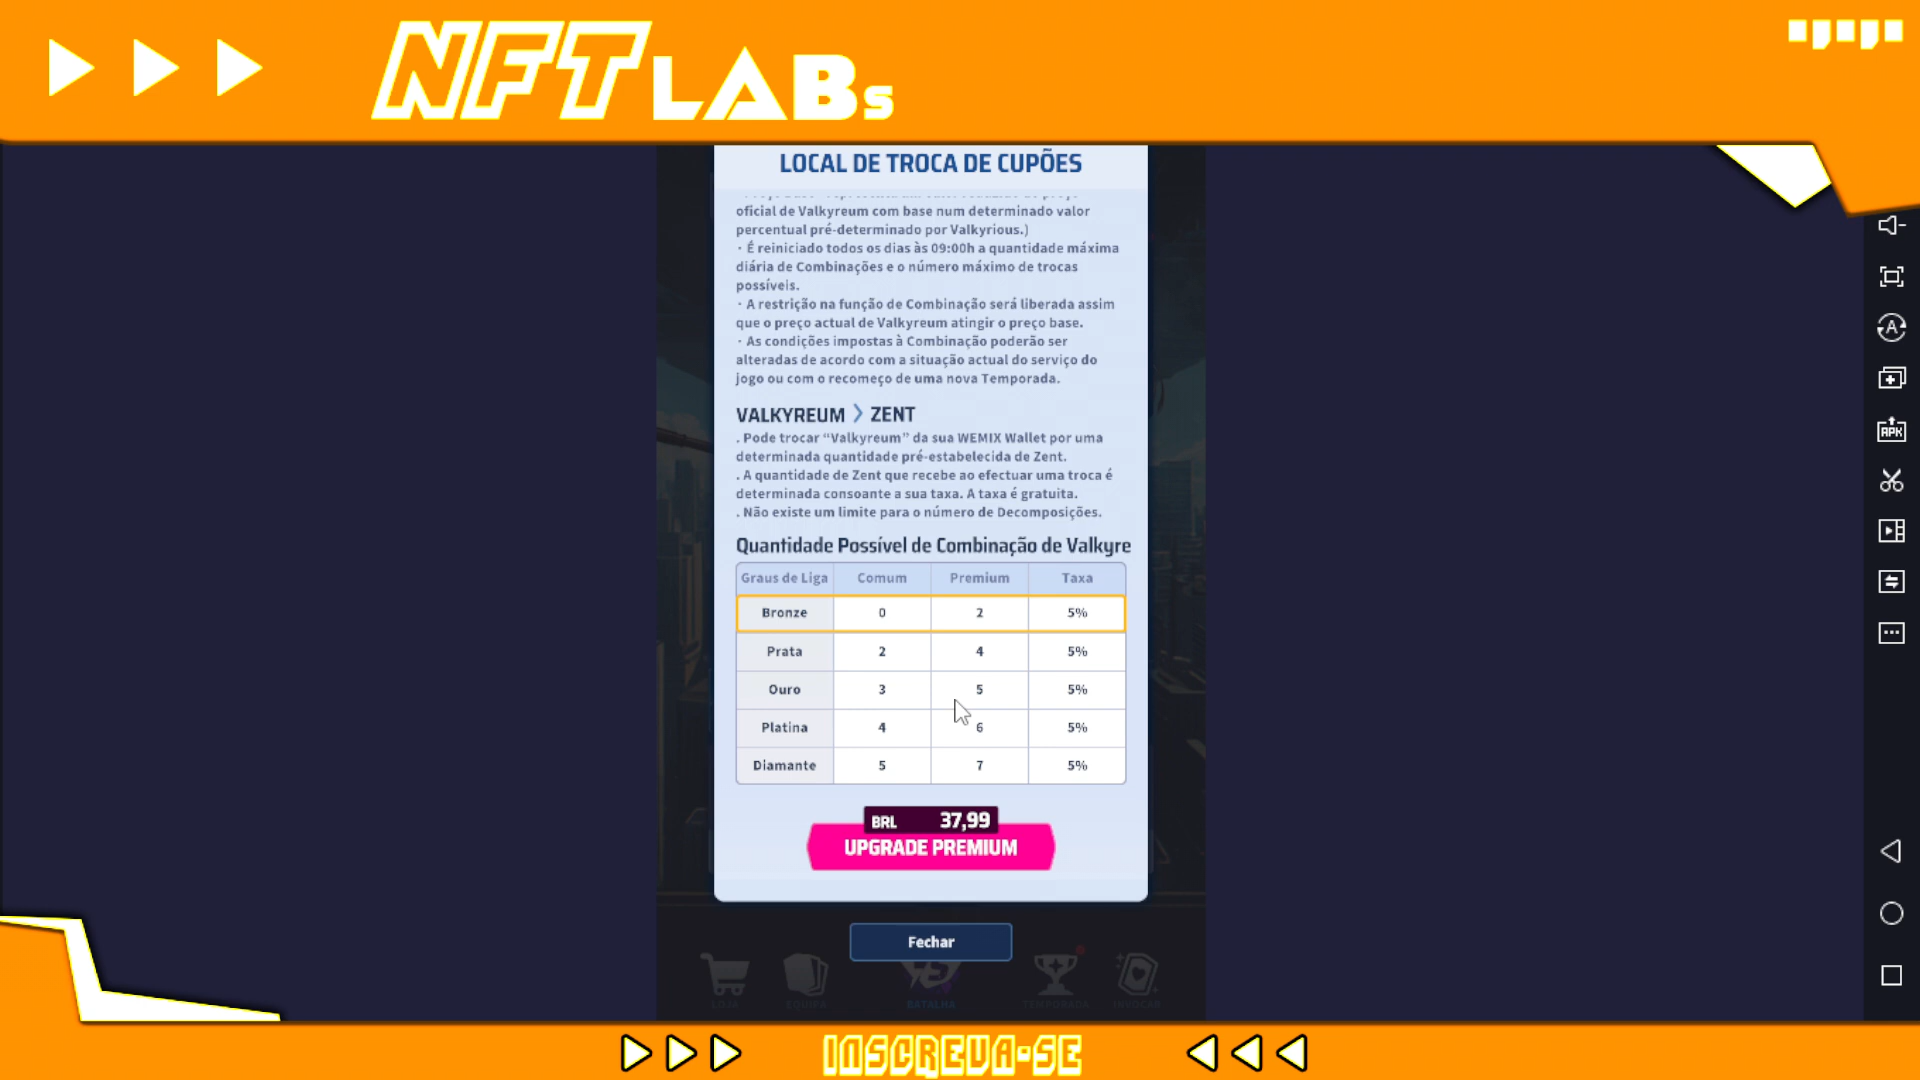 NFT LABs
LOCAL DE TROCA DE CUPÕES
oficial de Valkyreum com base num determinado valor
percentual pré-determinado por Valkyrious.)
· É reiniciado todos os dias às 09:00h a quantidade máxima
diária de Combinações e o número máximo de trocas
possíveis.
· A restrição na função de Combinação será liberada assim
que o preço actual de Valkyreum atingir o preço base.
· As condições impostas à Combinação poderão ser
alteradas de acordo com a situação actual do serviço do
jogo ou com o recomeço de uma nova Temporada.
VALKYREUM > ZENT
. Pode trocar “Valkyreum” da sua WEMIX Wallet por uma
determinada quantidade pré-estabelecida de Zent.
. A quantidade de Zent que recebe ao efectuar uma troca é
determinada consoante a sua taxa. A taxa é gratuita.
. Não existe um limite para o número de Decomposições.
Quantidade Possível de Combinação de Valkyre
Graus de Liga Comum Premium Taxa
Bronze 0 2 5%
Prata 2 4 5%
Ouro 3 5 5%
Platina 4 6 5%
Diamante 5 7 5%
BRL 37,99
UPGRADE PREMIUM
Fechar
LOJA EQUIPA BATALHA TEMPORADA INVOCAR
APK
INSCREVA-SE